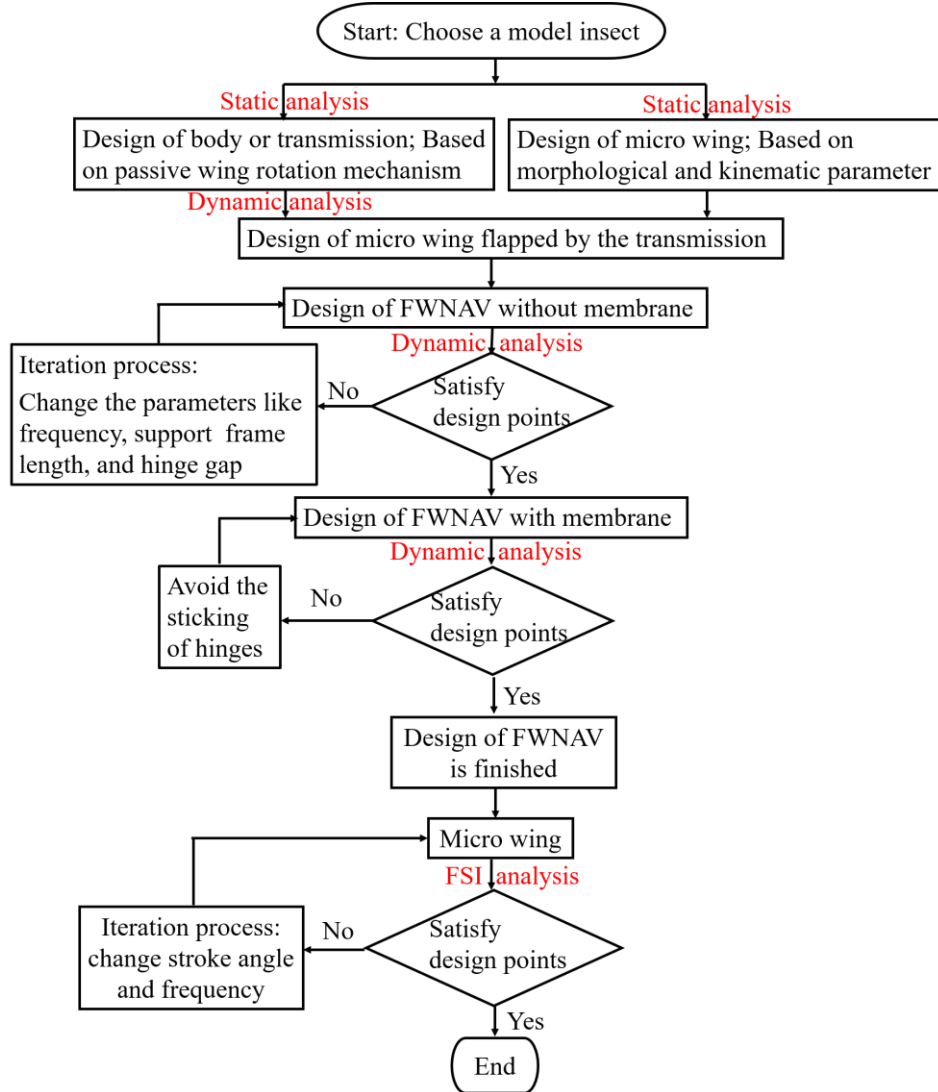 Start: Choose a model insect
Static analysis
Static analysis
Design of body or transmission; Based
on passive wing rotation mechanism
Design of micro wing; Based on
morphological and kinematic parameter
Dynamic analysis
Design of micro wing flapped by the transmission
Design of FWNAV without membrane
Dynamic analysis
Iteration process:
Change the parameters like
frequency, support frame
length, and hinge gap
No
Satisfy
design points
Yes
Design of FWNAV with membrane
Dynamic analysis
Avoid the
sticking
of hinges
No
Satisfy
design points
Yes
Design of FWNAV
is finished
Micro wing
FSI analysis
Iteration process:
change stroke angle
and frequency
No
Satisfy
design points
Yes
End